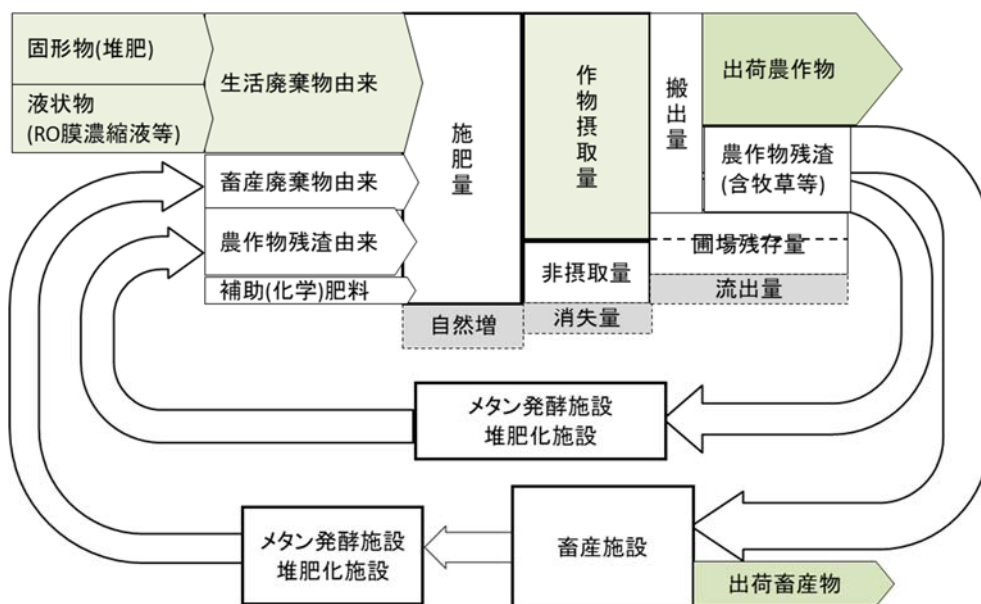 固形物(堆肥)
液状物
(RO膜濃縮液等)
生活廃棄物由来
畜産廃棄物由来
農作物残渣由来
補助(化学)肥料
施肥量
自然増
作物摂取量
非摂取量
消失量
搬出量
出荷農作物
農作物残渣
(含牧草等)
圃場残存量
流出量
メタン発酵施設
堆肥化施設
メタン発酵施設
堆肥化施設
畜産施設
出荷畜産物